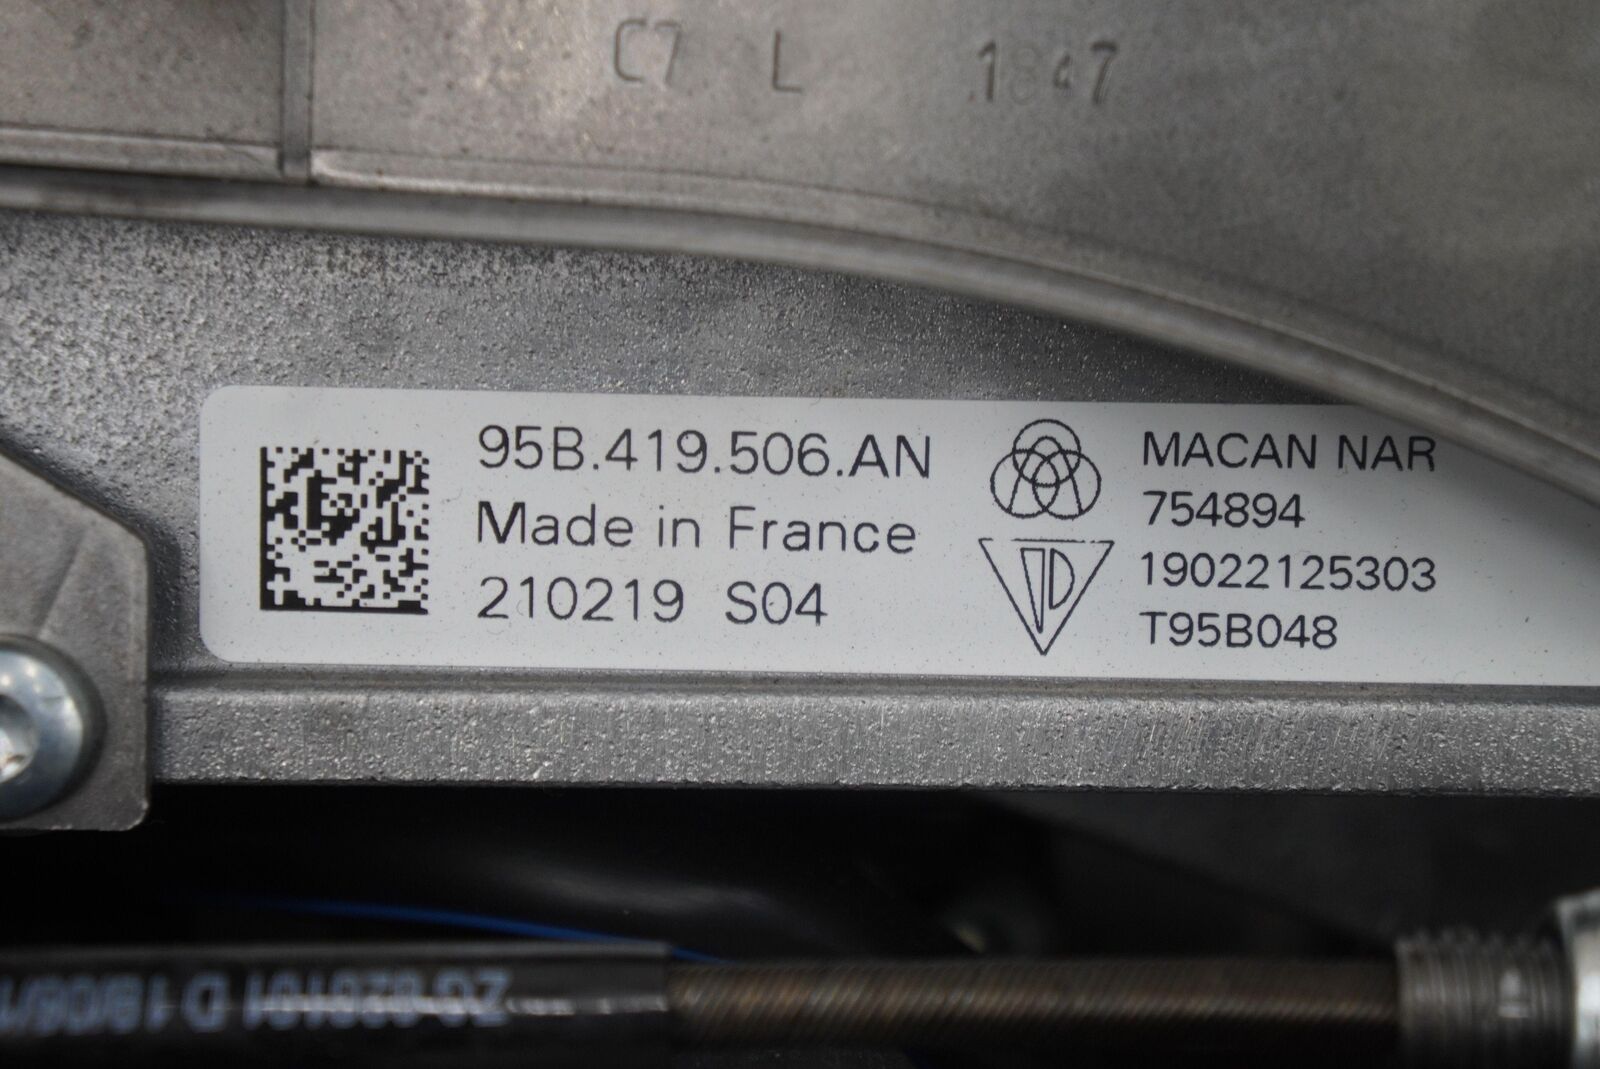 C7 L 1847
95B.419.506.AN
Made in France
210219 S04
MACAN NAR
754894
19022125303
T95B048